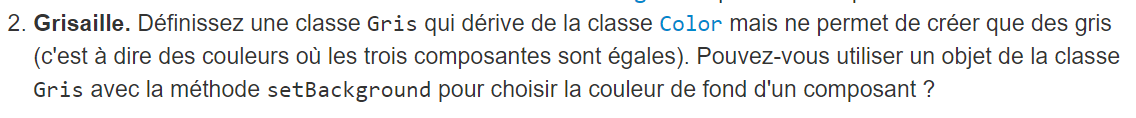 2. Grisaille. Définissez une classe Gris qui dérive de la classe Color mais ne permet de créer que des gris
(c'est à dire des couleurs où les trois composantes sont égales). Pouvez-vous utiliser un objet de la classe
Gris avec la méthode setBackground pour choisir la couleur de fond d'un composant ?